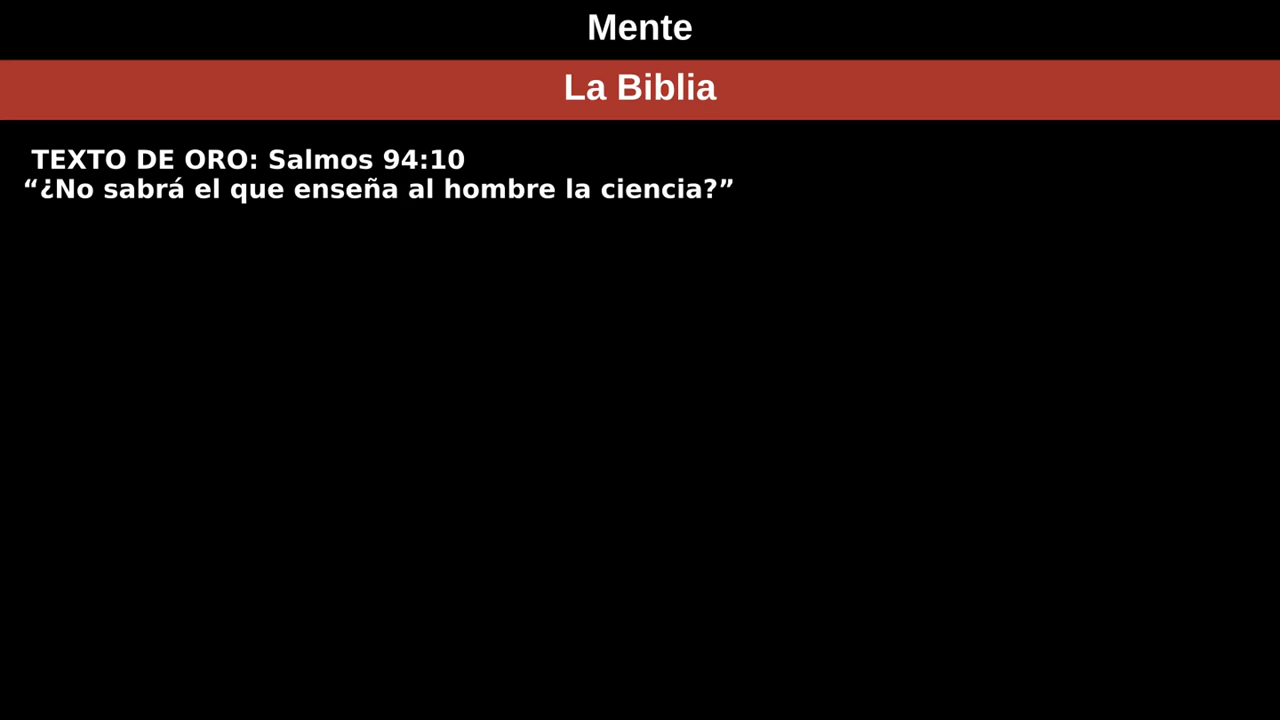 Mente
La Biblia
TEXTO DE ORO: Salmos 94:10
“¿No sabrá el que enseña al hombre la ciencia?”